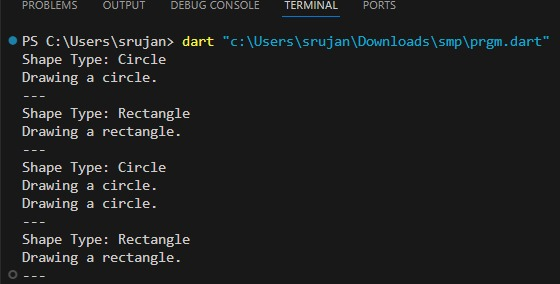 PROBLEMS OUTPUT DEBUG CONSOLE TERMINAL PORTS
PS C:\Users\srujan> dart "c:\Users\srujan\Downloads\smp\prgm.dart"
Shape Type: Circle
Drawing a circle.
---
Shape Type: Rectangle
Drawing a rectangle.
---
Shape Type: Circle
Drawing a circle.
Drawing a circle.
---
Shape Type: Rectangle
Drawing a rectangle.
---